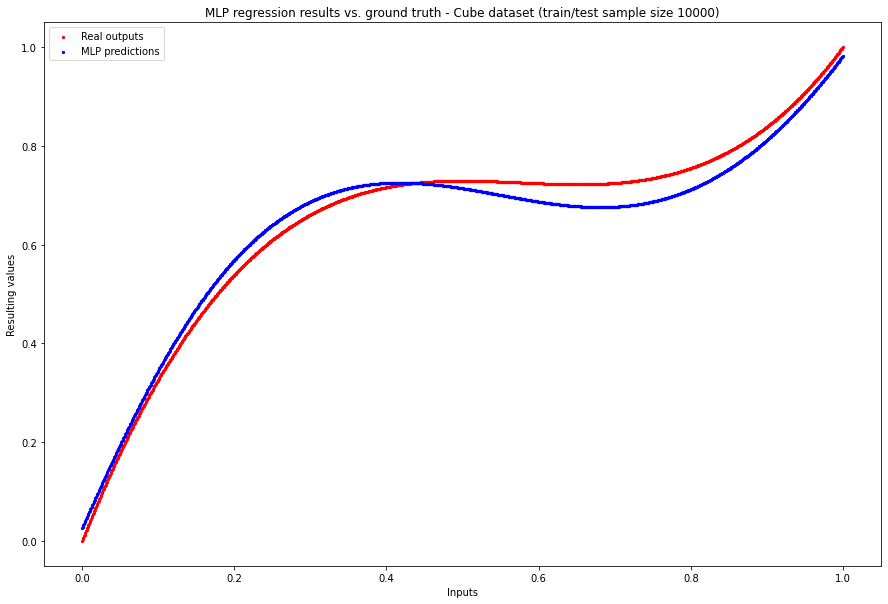 MLP regression results vs. ground truth - Cube dataset (train/test sample size 10000)
Real outputs
MLP predictions
1.0
0.8
0.6
0.4
0.2
0.0
Resulting values
0.0 0.2 0.4 0.6 0.8 1.0
Inputs